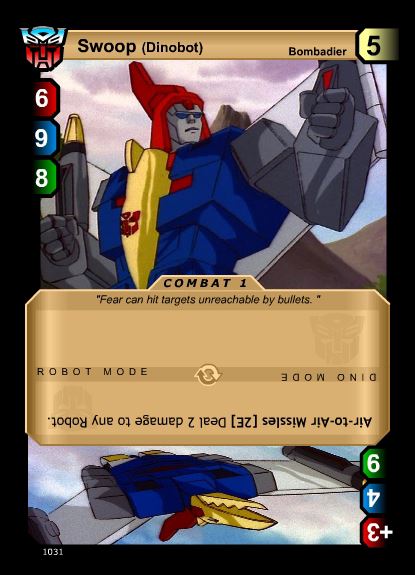 Swoop (Dinobot)
Bombadier
5
6
9
8
COMBAT 1
"Fear can hit targets unreachable by bullets. "
ROBOT MODE
DINO MODE
Air-to-Air Missles [2E] Deal 2 damage to any Robot.
+3
4
6
1031